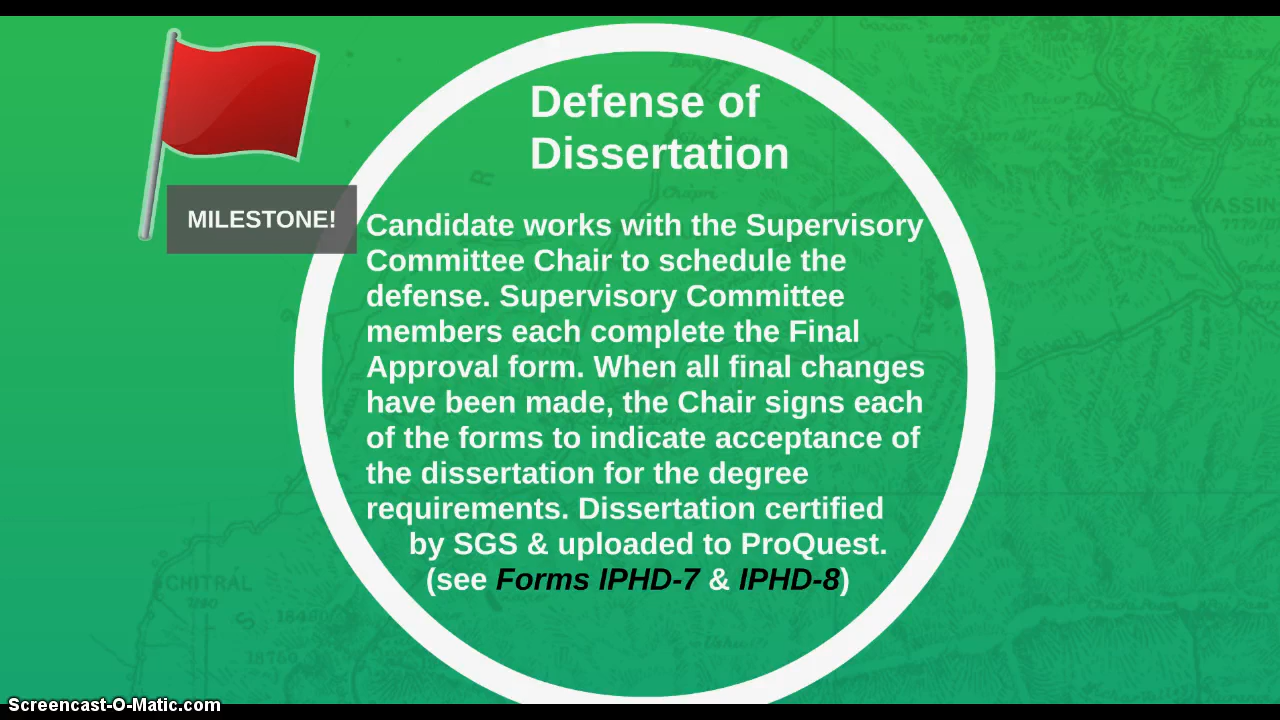 Defense of
Dissertation
MILESTONE!
Candidate works with the Supervisory
Committee Chair to schedule the
defense. Supervisory Committee
members each complete the Final
Approval form. When all final changes
have been made, the Chair signs each
of the forms to indicate acceptance of
the dissertation for the degree
requirements. Dissertation certified
by SGS & uploaded to ProQuest.
(see Forms IPHD-7 & IPHD-8)
YASSIN
CHITRÁL
18760
Screencast-O-Matic.com